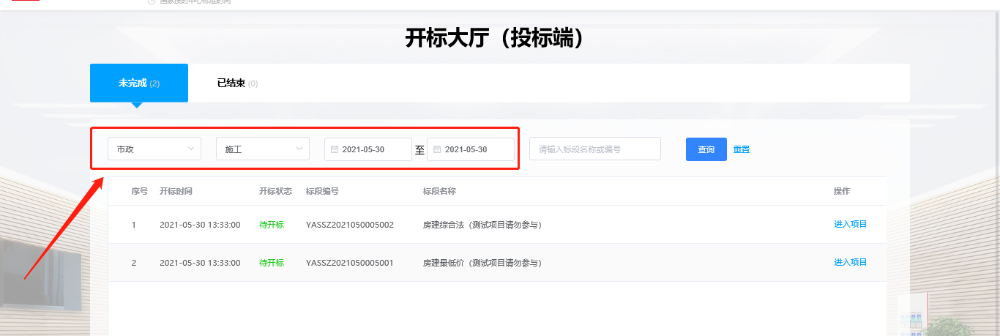 开标大厅（投标端）
未完成 (2) 已结束 (0)
市政 施工 2021-05-30 至 2021-05-30 请输入标段名称或编号 查询 重置
序号 开标时间 开标状态 标段编号 标段名称 操作
1 2021-05-30 13:33:00 待开标 YASSZ2021050005002 房建综合法（测试项目请勿参与） 进入项目
2 2021-05-30 13:33:00 待开标 YASSZ2021050005001 房建最低价（测试项目请勿参与） 进入项目